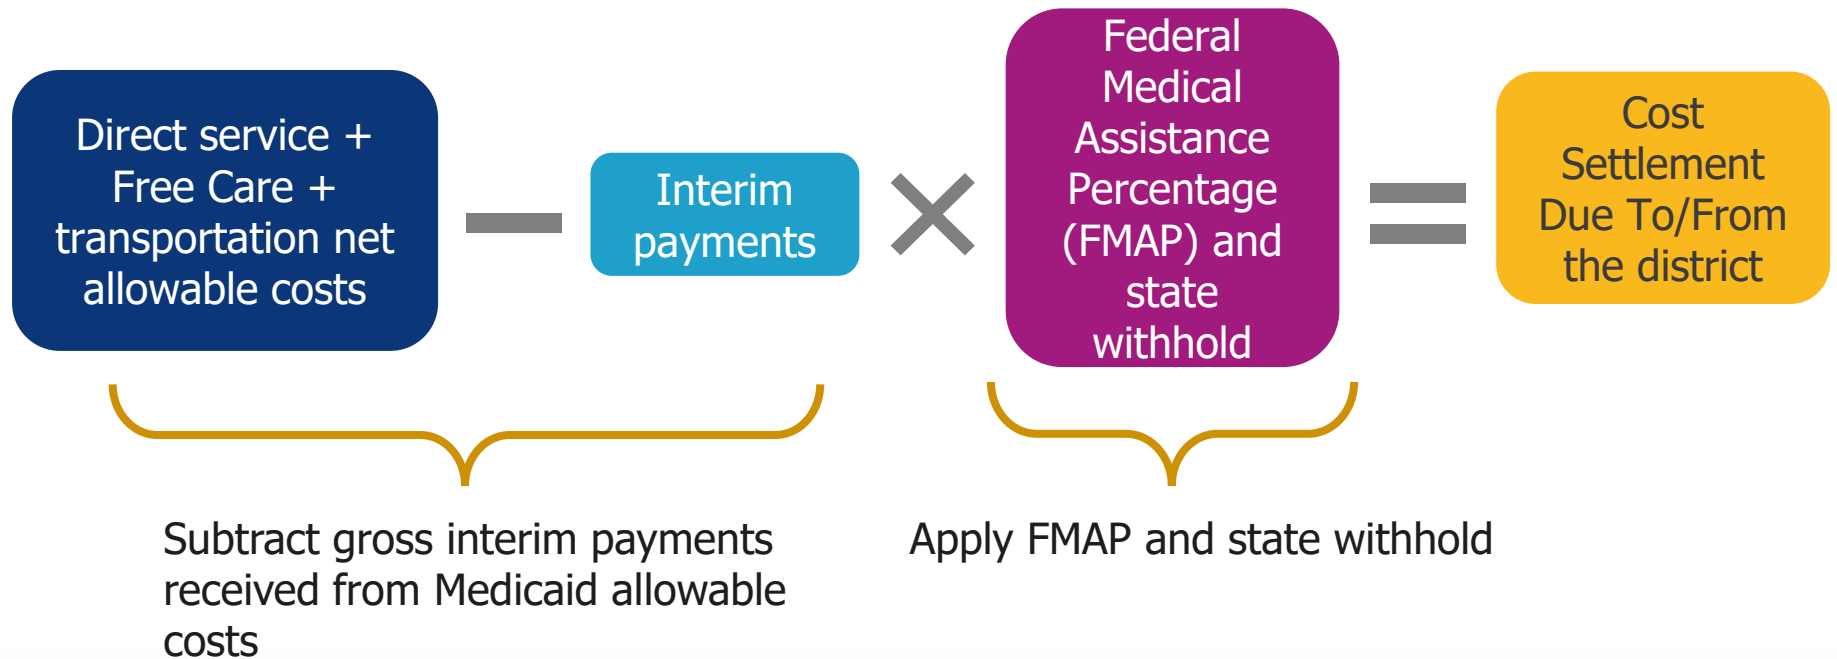 Direct service +
Free Care +
transportation net
allowable costs
Interim
payments
Federal
Medical
Assistance
Percentage
(FMAP) and
state
withhold
Cost
Settlement
Due To/From
the district
Subtract gross interim payments
received from Medicaid allowable
costs
Apply FMAP and state withhold